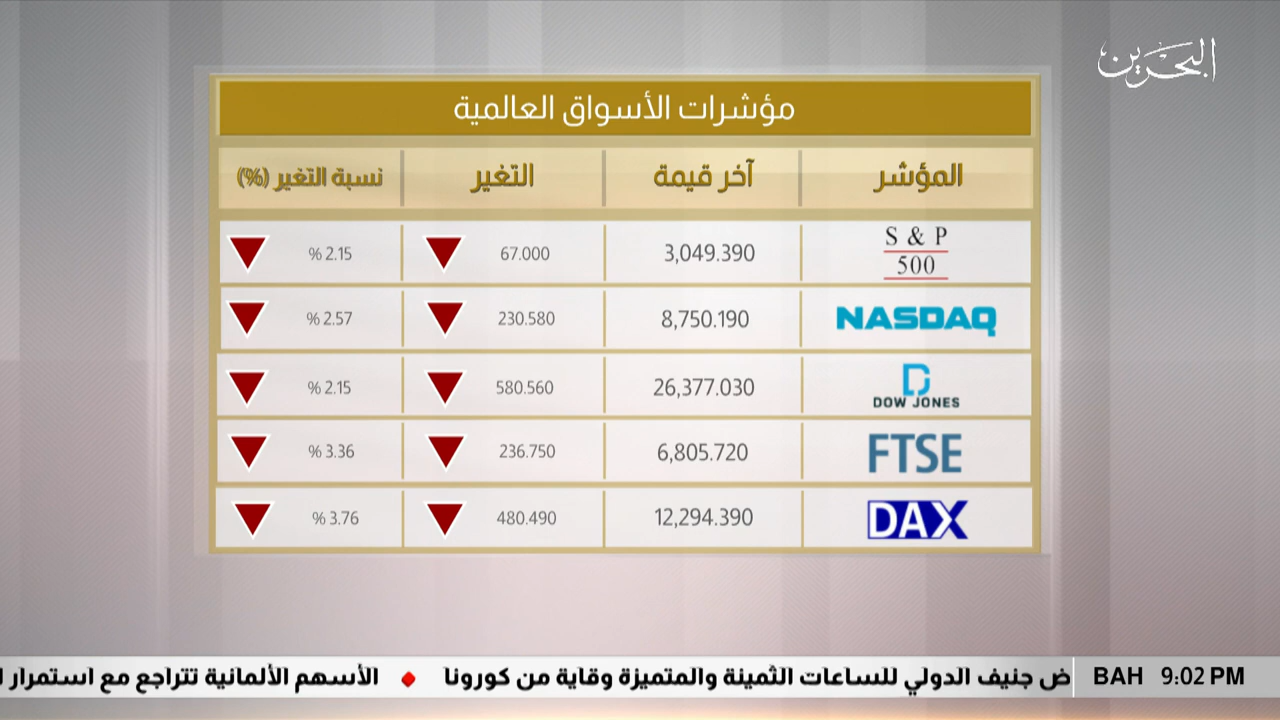 البحرين
مؤشرات الأسواق العالمية
المؤشر آخر قيمة التغير نسبة التغير (%)
S & P 500 3,049.390 67.000 % 2.15
NASDAQ 8,750.190 230.580 % 2.57
DOW JONES 26,377.030 580.560 % 2.15
FTSE 6,805.720 236.750 % 3.36
DAX 12,294.390 480.490 % 3.76
BAH 9:02 PM
ض جنيف الدولي للساعات الثمينة والمتميزة وقاية من كورونا
الأسهم الألمانية تتراجع مع استمرار